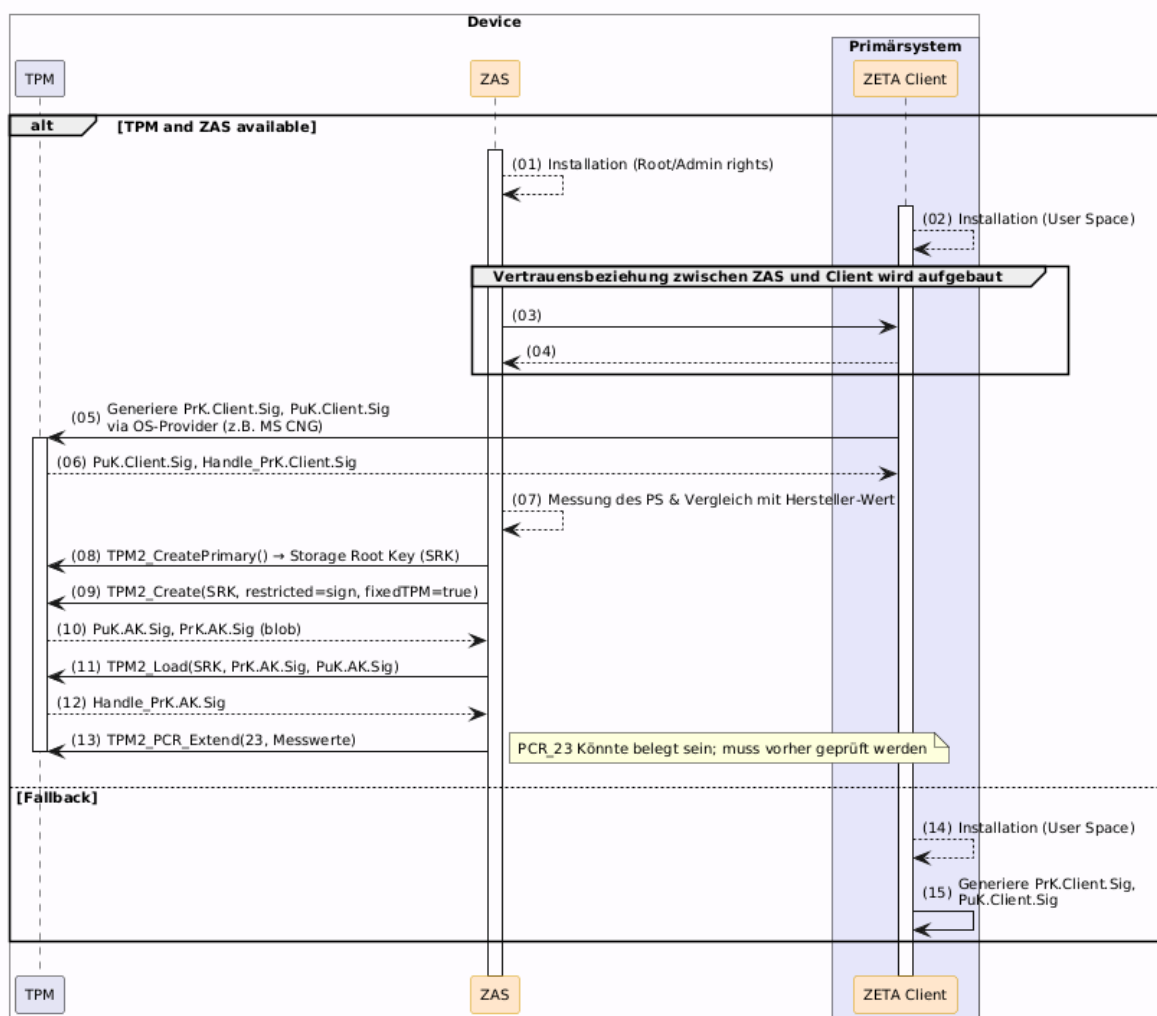 Device
Primärsystem
TPM
ZAS
ZETA Client
alt
[TPM and ZAS available]
(01) Installation (Root/Admin rights)
(02) Installation (User Space)
Vertrauensbeziehung zwischen ZAS und Client wird aufgebaut
(03)
(04)
(05) Generiere PrK.Client.Sig, PuK.Client.Sig
via OS-Provider (z.B. MS CNG)
(06) PuK.Client.Sig, Handle_PrK.Client.Sig
(07) Messung des PS & Vergleich mit Hersteller-Wert
(08) TPM2_CreatePrimary() → Storage Root Key (SRK)
(09) TPM2_Create(SRK, restricted=sign, fixedTPM=true)
(10) PuK.AK.Sig, PrK.AK.Sig (blob)
(11) TPM2_Load(SRK, PrK.AK.Sig, PuK.AK.Sig)
(12) Handle_PrK.AK.Sig
(13) TPM2_PCR_Extend(23, Messwerte)
PCR_23 Könnte belegt sein; muss vorher geprüft werden
[Fallback]
(14) Installation (User Space)
(15) Generiere PrK.Client.Sig,
PuK.Client.Sig
TPM
ZAS
ZETA Client